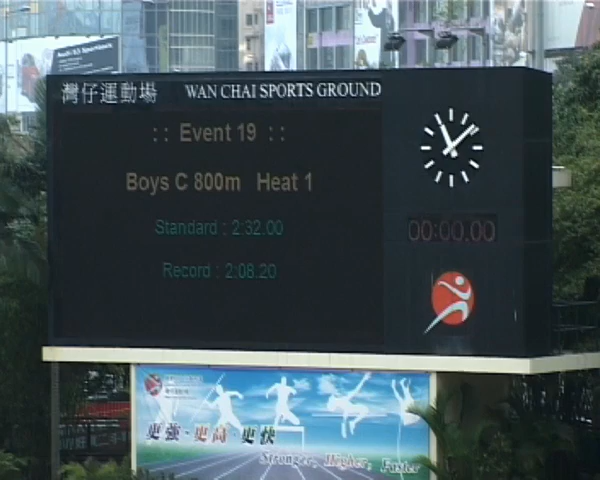 灣仔運動場 WAN CHAI SPORTS GROUND
: : Event 19 : :
Boys C 800m Heat 1
Standard : 2:32.00
Record : 2:08.20
00:00.00
更強·更高·更快
Stronger, Higher, Faster